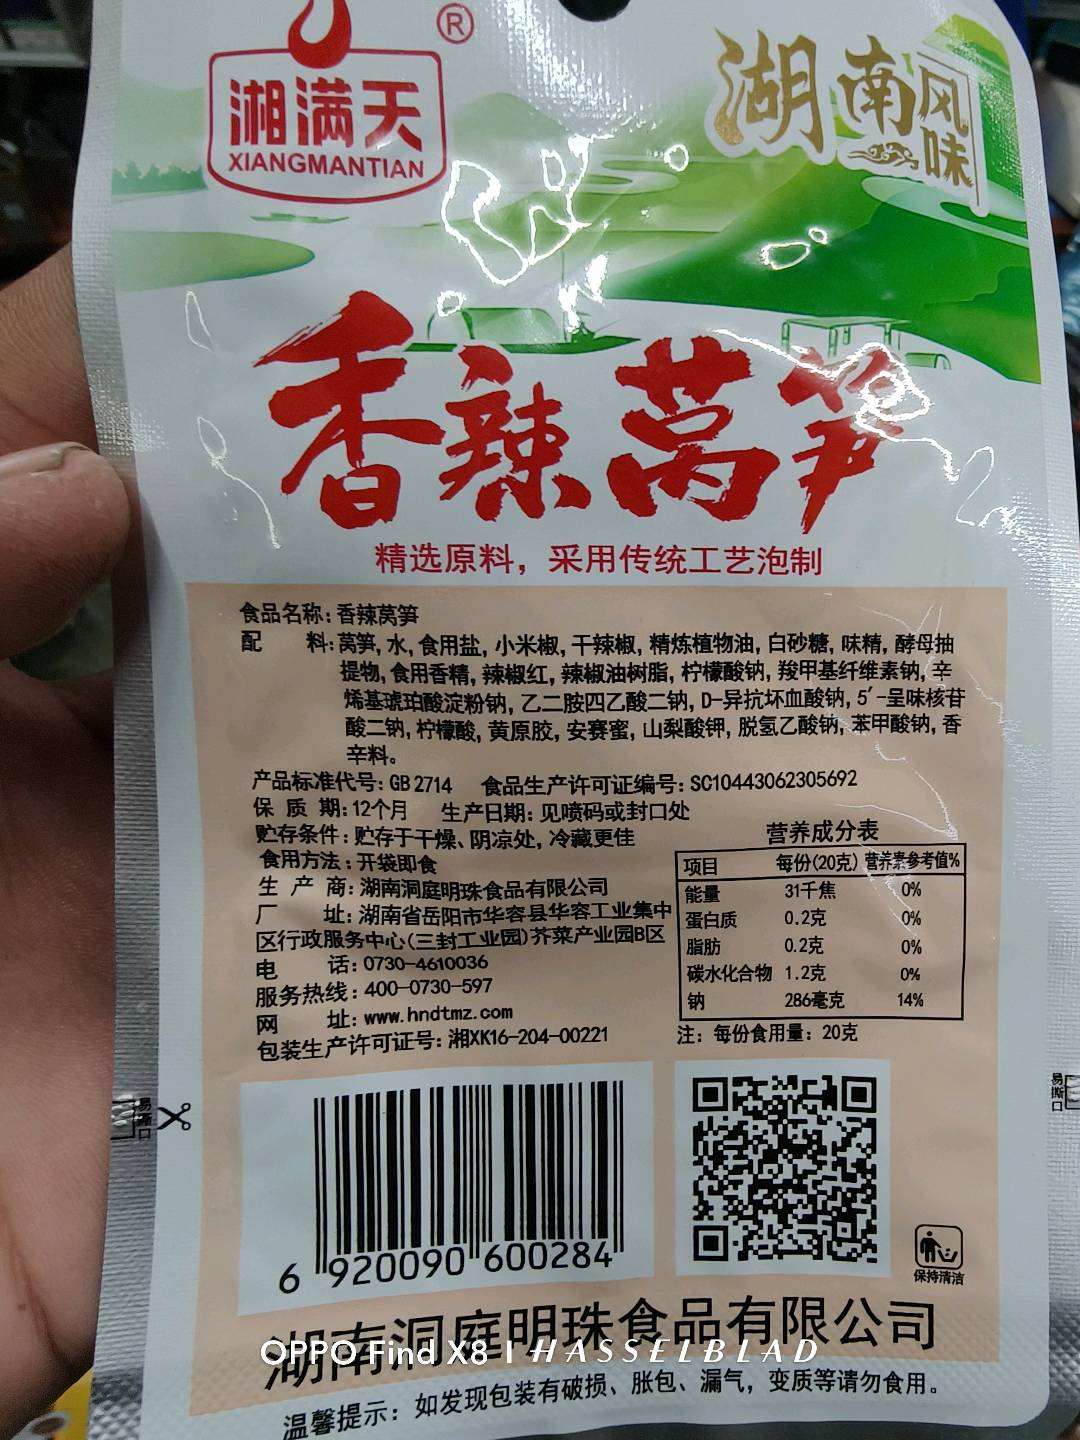 ®
湘满天
XIANGMANTIAN
湖南风味
香辣莴笋
精选原料，采用传统工艺泡制
食品名称：香辣莴笋
配 料：莴笋，水，食用盐，小米椒，干辣椒，精炼植物油，白砂糖，味精，酵母抽
提物，食用香精，辣椒红，辣椒油树脂，柠檬酸钠，羧甲基纤维素钠，辛
烯基琥珀酸淀粉钠，乙二胺四乙酸二钠，D-异抗坏血酸钠，5′-呈味核苷
酸二钠，柠檬酸，黄原胶，安赛蜜，山梨酸钾，脱氢乙酸钠，苯甲酸钠，香
辛料。
产品标准代号：GB 2714 食品生产许可证编号：SC10443062305692
保 质 期：12个月 生产日期：见喷码或封口处
贮存条件：贮存于干燥、阴凉处，冷藏更佳
食用方法：开袋即食
生 产 商：湖南洞庭明珠食品有限公司
厂 址：湖南省岳阳市华容县华容工业集中
区行政服务中心(三封工业园)芥菜产业园B区
电 话：0730-4610036
服务热线：400-0730-597
网 址：www.hndtmz.com
包装生产许可证号：湘XK16-204-00221
营养成分表
项目 每份(20克) 营养素参考值%
能量 31千焦 0%
蛋白质 0.2克 0%
脂肪 0.2克 0%
碳水化合物 1.2克 0%
钠 286毫克 14%
注：每份食用量：20克
易撕口
易撕口
6 920090 600284
保持清洁
湖南洞庭明珠食品有限公司
OPPO Find X8 | HASSELBLAD
温馨提示：如发现包装有破损、胀包、漏气，变质等请勿食用。